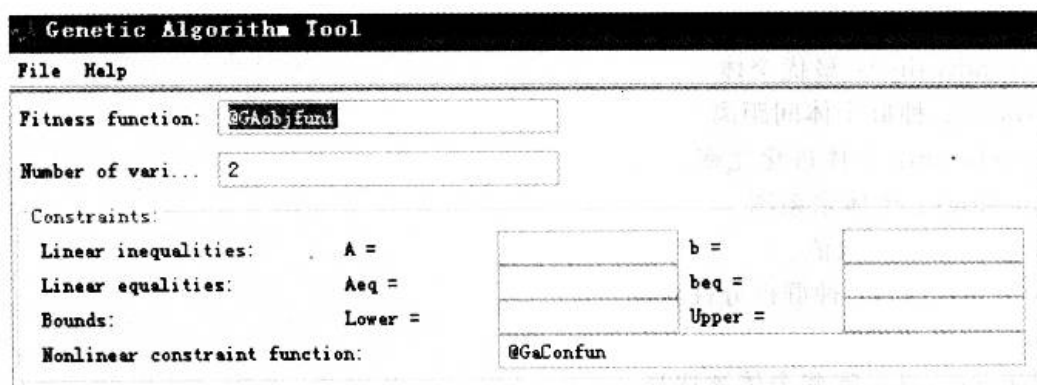 Genetic Algorithm Tool
File Help
Fitness function: @GAobjfun1
Number of vari... 2
Constraints:
Linear inequalities: A = b =
Linear equalities: Aeq = beq =
Bounds: Lower = Upper =
Nonlinear constraint function: @GaConfun